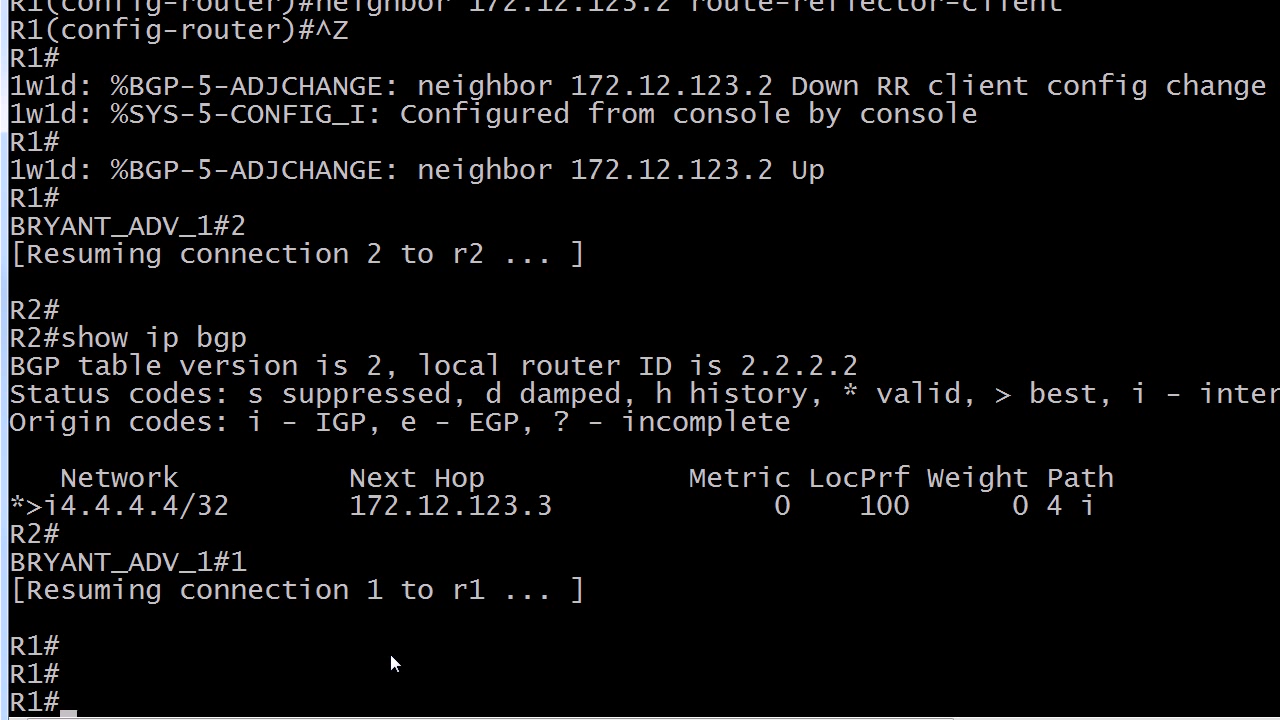 R1(config-router)#neighbor 172.12.123.2 route-reflector-client
R1(config-router)#^Z
R1#
1w1d: %BGP-5-ADJCHANGE: neighbor 172.12.123.2 Down RR client config change
1w1d: %SYS-5-CONFIG_I: Configured from console by console
R1#
1w1d: %BGP-5-ADJCHANGE: neighbor 172.12.123.2 Up
R1#
BRYANT_ADV_1#2
[Resuming connection 2 to r2 ... ]
R2#
R2#show ip bgp
BGP table version is 2, local router ID is 2.2.2.2
Status codes: s suppressed, d damped, h history, * valid, > best, i - inter
Origin codes: i - IGP, e - EGP, ? - incomplete
Network Next Hop Metric LocPrf Weight Path
*>i4.4.4.4/32 172.12.123.3 0 100 0 4 i
R2#
BRYANT_ADV_1#1
[Resuming connection 1 to r1 ... ]
R1#
R1#
R1#